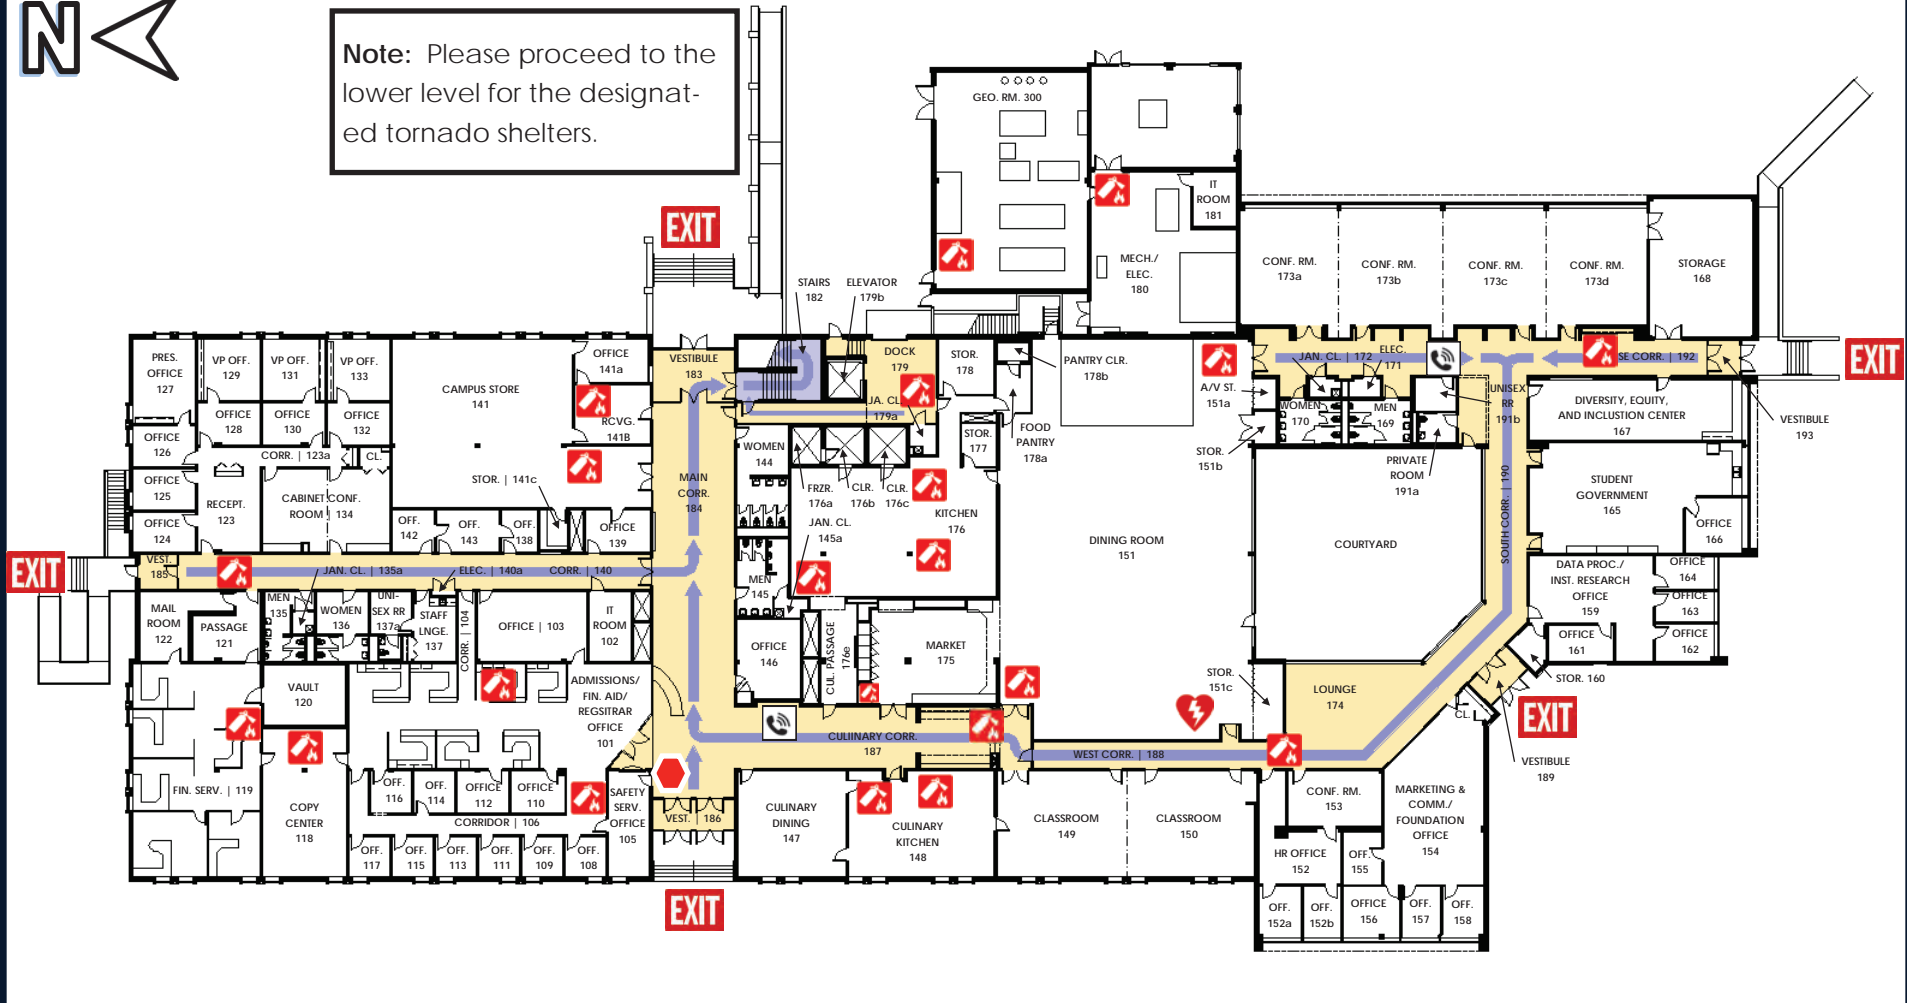 N
Note: Please proceed to the
lower level for the designat-
ed tornado shelters.
EXIT
EXIT
EXIT
EXIT
EXIT
GEO. RM. 300
IT
ROOM
181
MECH./
ELEC.
180
CONF. RM.
173a
CONF. RM.
173b
CONF. RM.
173c
CONF. RM.
173d
STORAGE
168
STAIRS
182
ELEVATOR
179b
PRES.
OFFICE
127
VP OFF.
129
VP OFF.
131
VP OFF.
133
OFFICE
128
OFFICE
130
OFFICE
132
OFFICE
126
OFFICE
125
OFFICE
124
CORR. | 123a
CL.
RECEPT.
123
CABINET CONF.
ROOM | 134
CAMPUS STORE
141
OFFICE
141a
RCVG.
141B
STOR. | 141c
OFF.
142
OFF.
143
OFF.
138
OFFICE
139
VESTIBULE
183
MAIN
CORR.
184
DOCK
179
JA. CL.
179a
STOR.
178
PANTRY CLR.
178b
FOOD
PANTRY
178a
STOR.
177
WOMEN
144
FRZR.
176a
CLR.
176b
CLR.
176c
JAN. CL.
145a
KITCHEN
176
MEN
145
OFFICE
146
CUL. PASSAGE
176e
MARKET
175
DINING ROOM
151
A/V ST.
151a
STOR.
151b
STOR.
151c
JAN. CL. | 172
ELEC.
171
WOMEN
170
MEN
169
UNISEX
RR
191b
PRIVATE
ROOM
191a
SE CORR. | 192
VESTIBULE
193
DIVERSITY, EQUITY,
AND INCLUSTION CENTER
167
STUDENT
GOVERNMENT
165
OFFICE
166
SOUTH CORR. | 190
COURTYARD
DATA PROC./
INST. RESEARCH
OFFICE
159
OFFICE
164
OFFICE
163
OFFICE
162
OFFICE
161
STOR. 160
CL.
VESTIBULE
189
LOUNGE
174
VEST.
185
JAN. CL. | 135a
ELEC. | 140a
CORR. | 140
MAIL
ROOM
122
PASSAGE
121
MEN
135
WOMEN
136
UNI-
SEX RR
137a
STAFF
LNGE.
137
CORR. | 104
OFFICE | 103
IT
ROOM
102
VAULT
120
ADMISSIONS/
FIN. AID/
REGSITRAR
OFFICE
101
FIN. SERV. | 119
COPY
CENTER
118
OFF.
116
OFF.
114
OFFICE
112
OFFICE
110
CORRIDOR | 106
OFF.
117
OFF.
115
OFF.
113
OFF.
111
OFF.
109
OFF.
108
SAFETY
SERV.
OFFICE
105
VEST. | 186
CULIINARY CORR.
187
WEST CORR. | 188
CULINARY
DINING
147
CULINARY
KITCHEN
148
CLASSROOM
149
CLASSROOM
150
CONF. RM.
153
MARKETING &
COMM./
FOUNDATION
OFFICE
154
HR OFFICE
152
OFF.
155
OFF.
152a
OFF.
152b
OFFICE
156
OFF.
157
OFF.
158